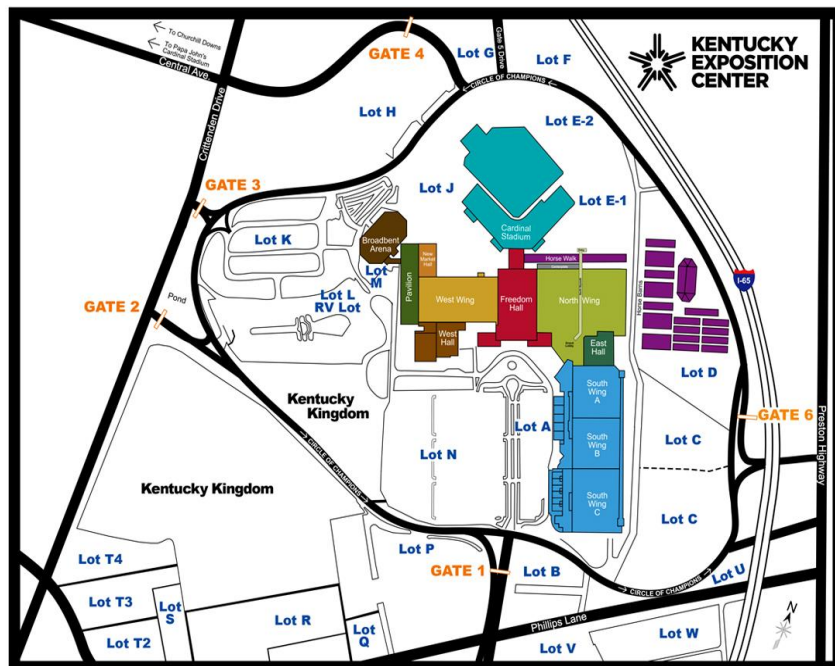 To Churchill Downs
To Papa John's
Cardinal Stadium
Central Ave.
GATE 4
Lot G
Gate 5 Drive
Lot F
KENTUCKY
EXPOSITION
CENTER
CIRCLE OF CHAMPIONS
Crittenden Drive
Lot H
Lot E-2
GATE 3
Lot J
Lot E-1
Lot K
Broadbent
Arena
Cardinal
Stadium
New
Market
Hall
Horse Walk
Lot
M
Pavilion
I-65
Lot L
RV Lot
Pond
GATE 2
West Wing
Freedom
Hall
North Wing
Horse Barns
West
Hall
East
Hall
Lot D
Kentucky
Kingdom
South
Wing
A
Preston Highway
GATE 6
Lot A
Lot C
South
Wing
B
Lot N
CIRCLE OF CHAMPIONS
Kentucky Kingdom
South
Wing
C
Lot C
Lot P
GATE 1
Lot B
Lot U
CIRCLE OF CHAMPIONS
Lot T4
Lot T3
Lot
S
Lot R
Phillips Lane
N
Lot T2
Lot
Q
Lot V
Lot W